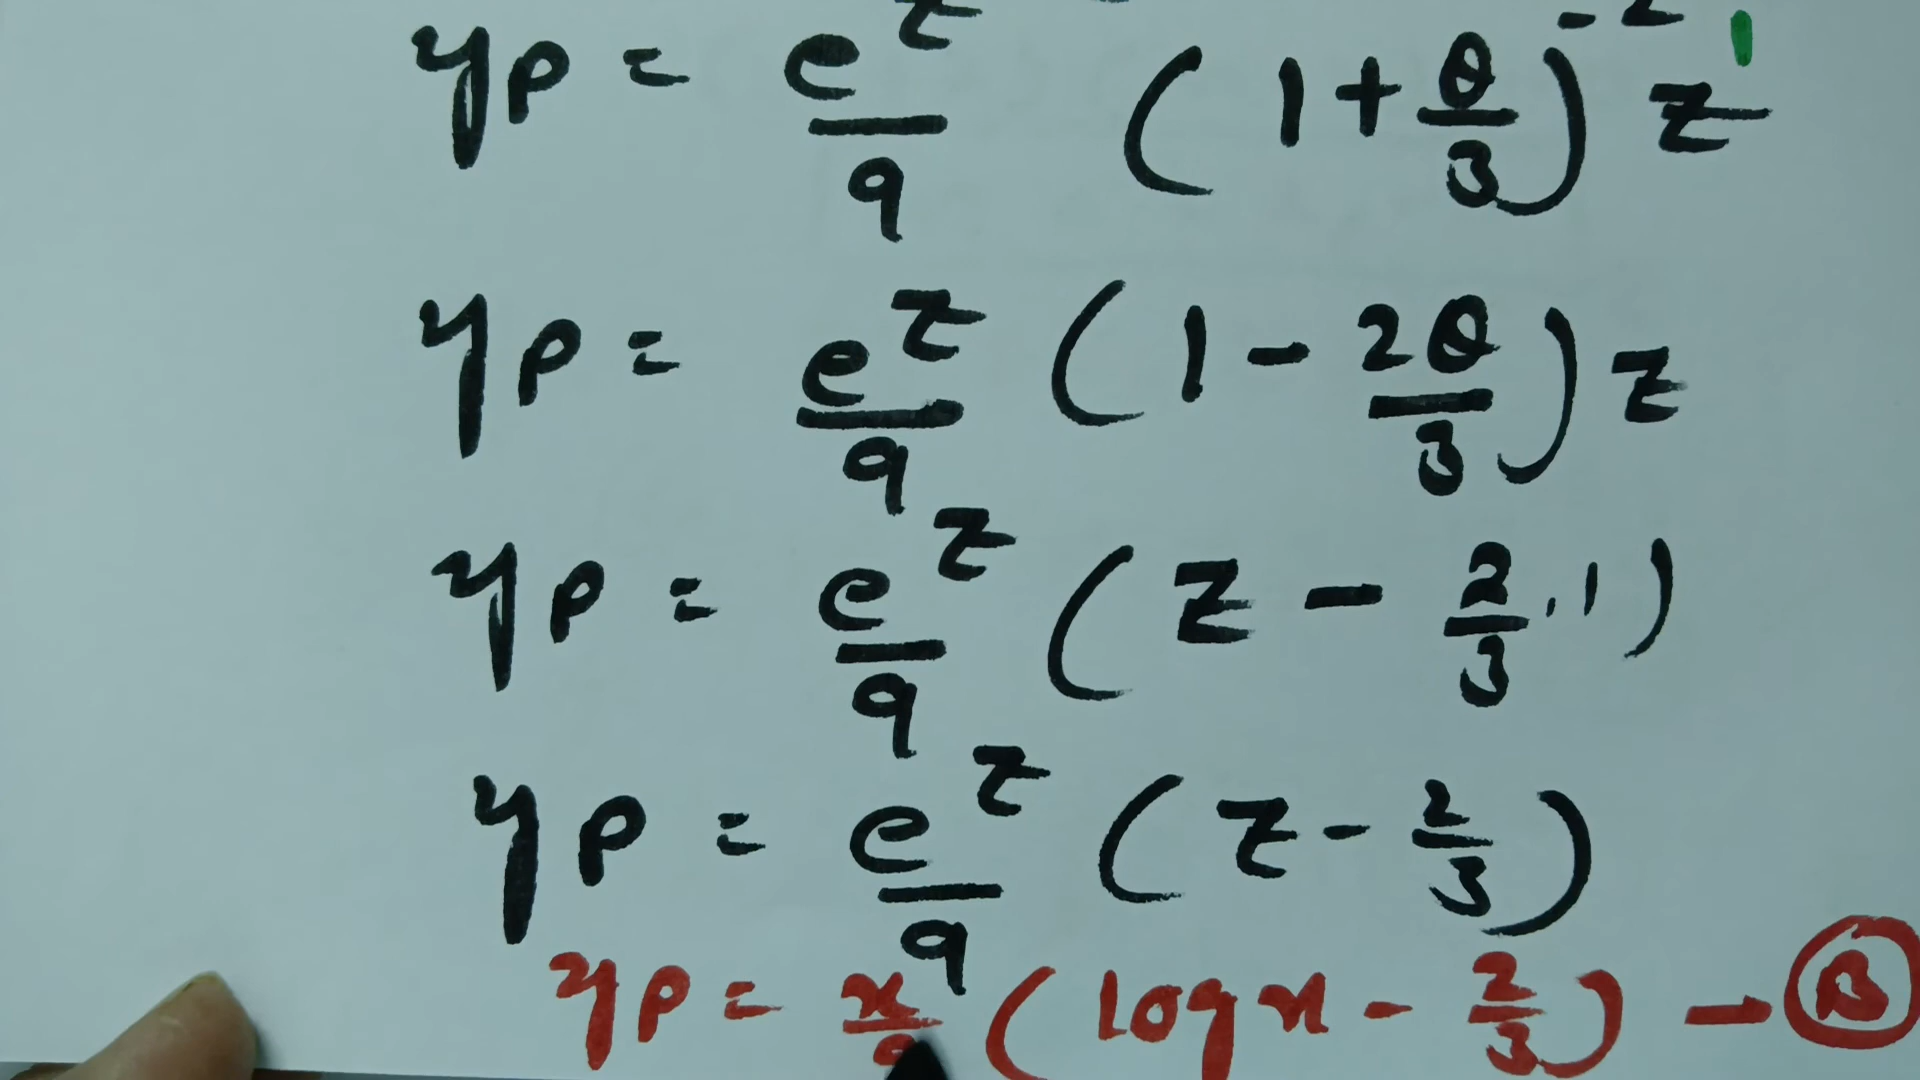 yp = e^z/9 (1+θ/3)^-2 z
yp = e^z/9 (1 - 2θ/3) z
yp = e^z/9 (z - 2/3 . 1)
yp = e^z/9 (z - 2/3)
yp = x/9 (log x - 2/3) - B